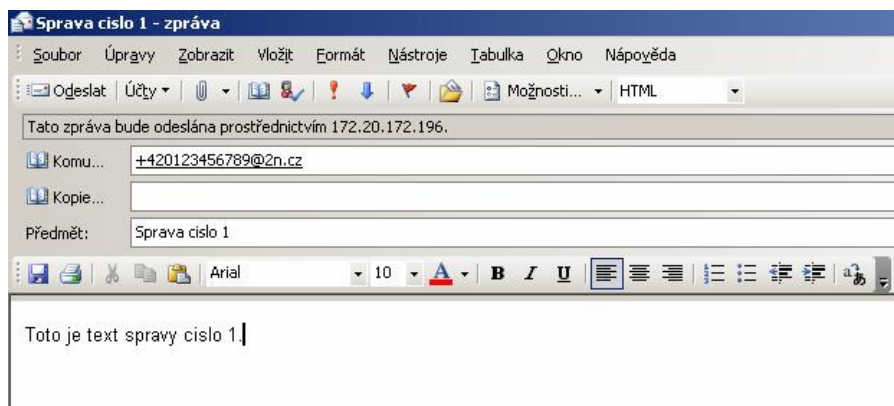 Sprava cislo 1 - zpráva
Soubor Úpravy Zobrazit Vložit Formát Nástroje Tabulka Okno Nápověda
Odeslat Účty Možnosti... HTML
Tato zpráva bude odeslána prostřednictvím 172.20.172.196.
Komu... +420123456789@2n.cz
Kopie...
Předmět: Sprava cislo 1
Arial 10 A B I U
Toto je text spravy cislo 1.